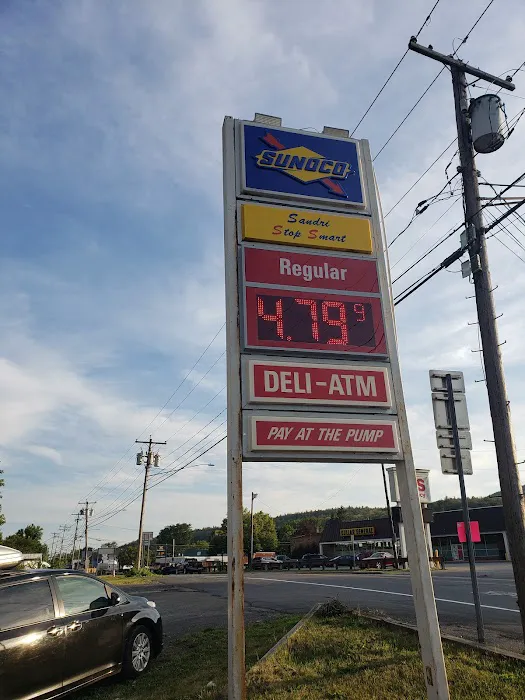 SUNOCO
Sandri
Stop Smart
Regular
4.79 9
DELI-ATM
PAY AT THE PUMP
S